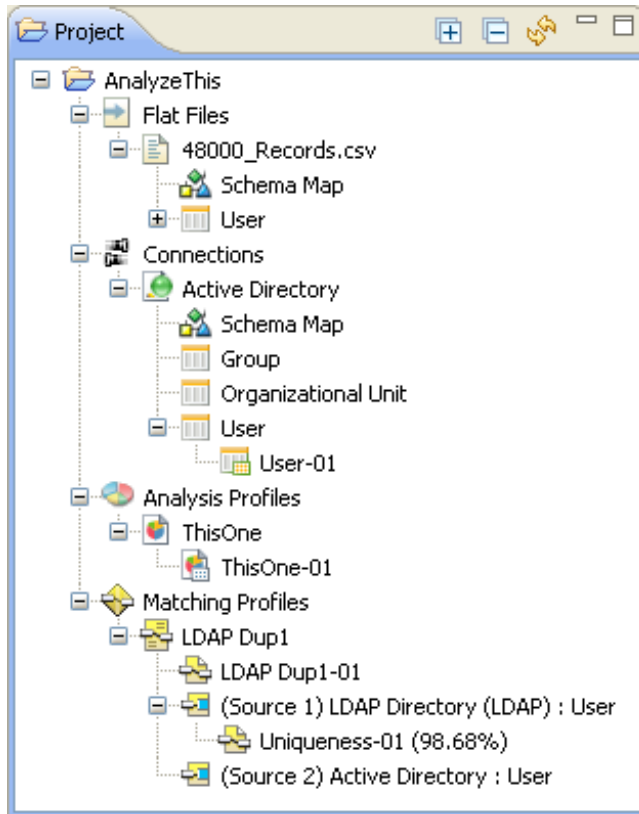 Project
AnalyzeThis
Flat Files
48000_Records.csv
Schema Map
User
Connections
Active Directory
Schema Map
Group
Organizational Unit
User
User-01
Analysis Profiles
ThisOne
ThisOne-01
Matching Profiles
LDAP Dup1
LDAP Dup1-01
(Source 1) LDAP Directory (LDAP) : User
Uniqueness-01 (98.68%)
(Source 2) Active Directory : User